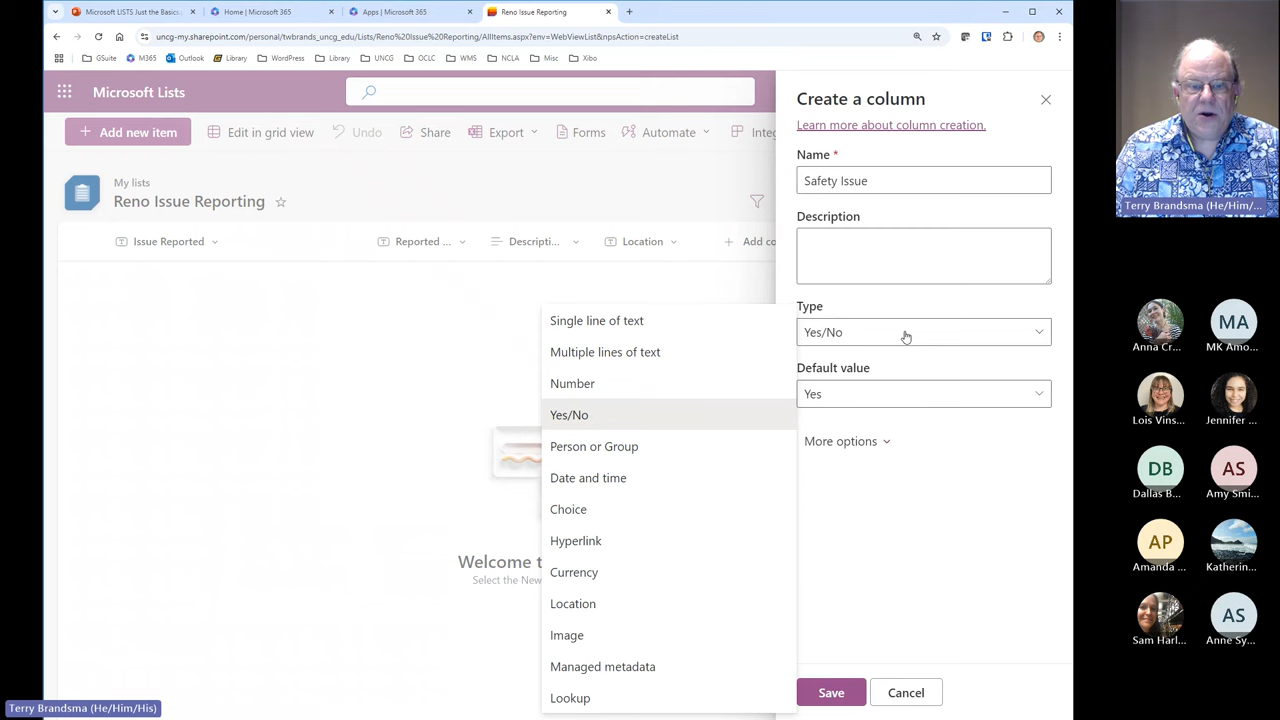 Microsoft LISTS Just the Basics
Home | Microsoft 365
Apps | Microsoft 365
Reno Issue Reporting
uncg-my.sharepoint.com/personal/twbrands_uncg_edu/Lists/Reno%20Issue%20Reporting/AllItems.aspx?env=WebViewList&npsAction=createList
GSuite
M365
Outlook
Library
WordPress
Library
UNCG
OCLC
WMS
NCLA
Misc
Xibo
Microsoft Lists
Add new item
Edit in grid view
Undo
Share
Export
Forms
Automate
Integ
My lists
Reno Issue Reporting
Issue Reported
Reported ...
Descripti...
Location
Add co
Welcome t
Select the New
Single line of text
Multiple lines of text
Number
Yes/No
Person or Group
Date and time
Choice
Hyperlink
Currency
Location
Image
Managed metadata
Lookup
Create a column
Learn more about column creation.
Name *
Safety Issue
Description
Type
Yes/No
Default value
Yes
More options
Save
Cancel
Terry Brandsma (He/Him/...
Anna Cr...
MA
MK Amo...
Lois Vins...
Jennifer ...
DB
Dallas B...
AS
Amy Smi...
AP
Amanda ...
Katherin...
Sam Harl...
AS
Anne Sy...
Terry Brandsma (He/Him/His)